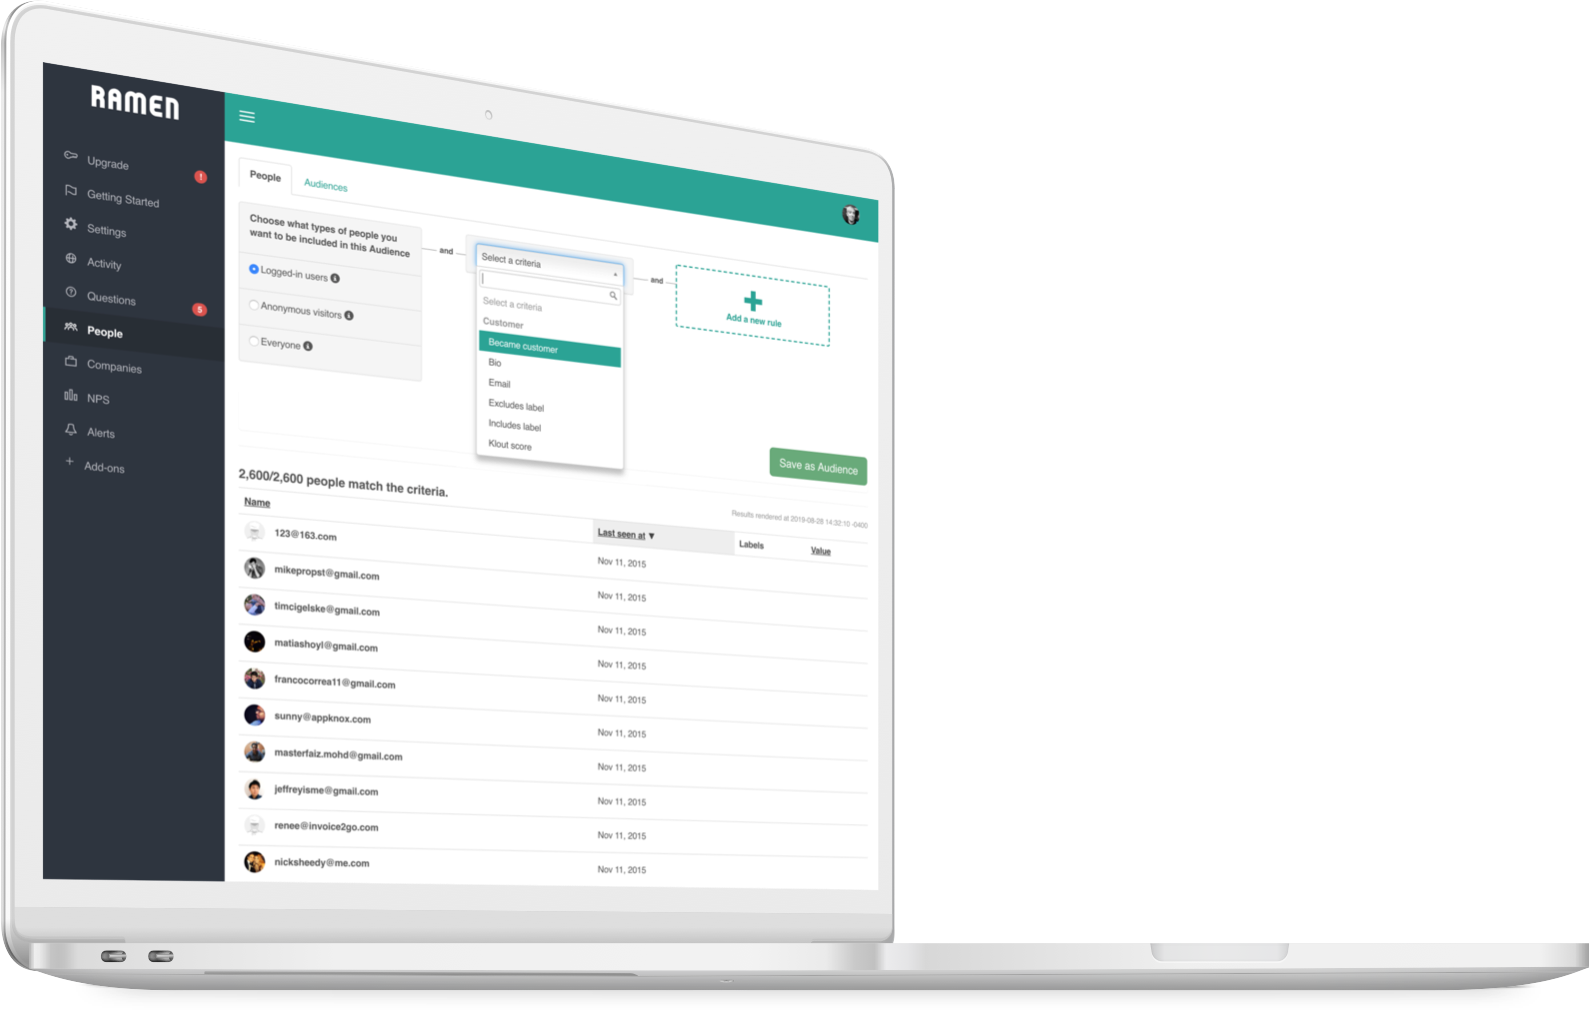 RAMEN
Upgrade
!
Getting Started
Settings
Activity
Questions
5
People
Companies
NPS
Alerts
Add-ons
People
Audiences
Choose what types of people you
want to be included in this Audience
Logged-in users
Anonymous visitors
Everyone
and
Select a criteria
Select a criteria
Customer
Became customer
Bio
Email
Excludes label
Includes label
Klout score
and
Add a new rule
Save as Audience
2,600/2,600 people match the criteria.
Results rendered at 2019-08-28 14:32:10 -0400
Name
Last seen at ▼
Labels
Value
123@163.com
Nov 11, 2015
mikepropst@gmail.com
Nov 11, 2015
timcigelske@gmail.com
Nov 11, 2015
matiashoyl@gmail.com
Nov 11, 2015
francocorrea11@gmail.com
Nov 11, 2015
sunny@appknox.com
Nov 11, 2015
masterfaiz.mohd@gmail.com
Nov 11, 2015
jeffreyisme@gmail.com
Nov 11, 2015
renee@invoice2go.com
Nov 11, 2015
nicksheedy@me.com
Nov 11, 2015